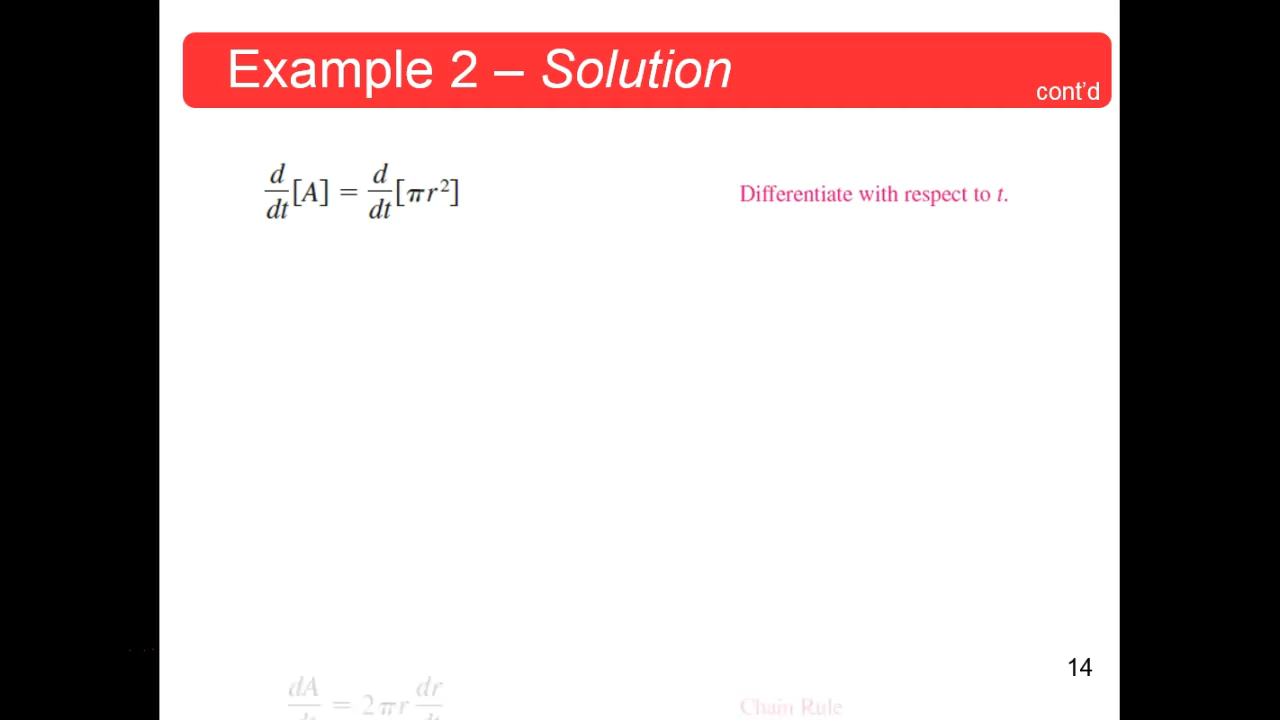 Example 2 – Solution
cont'd
d/dt[A] = d/dt[πr²]
Differentiate with respect to t.
14
dA/dt = 2πr dr/dt
Chain Rule